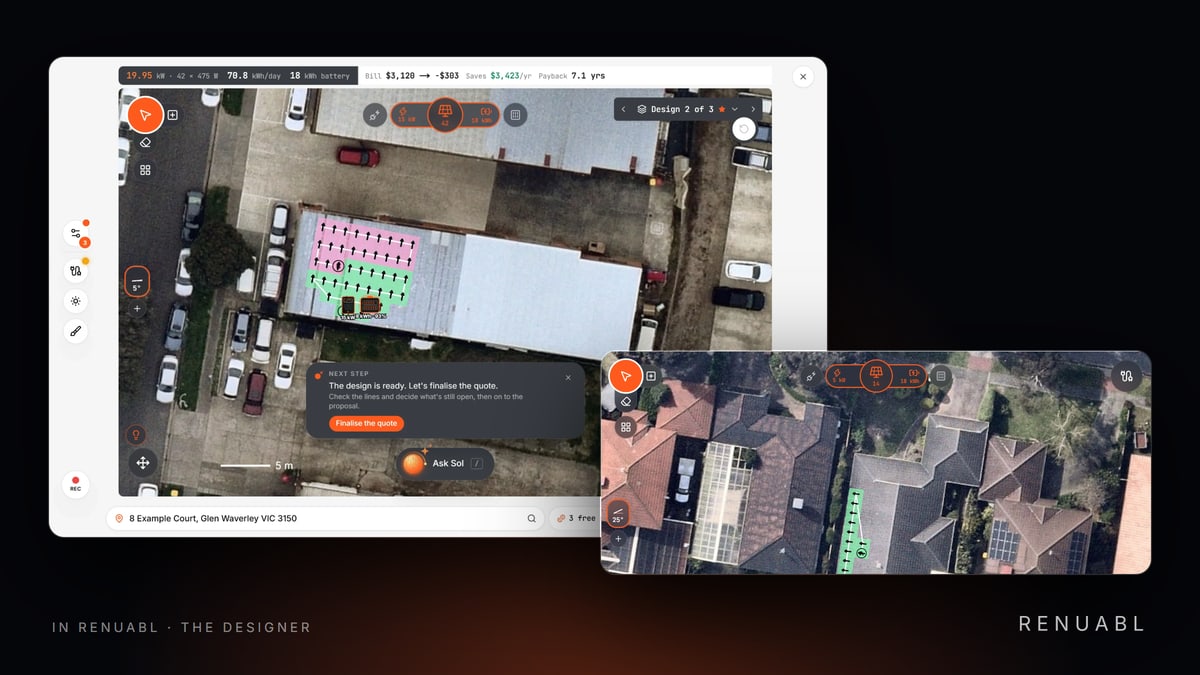 19.95 kW · 42 × 475 W 70.8 kWh/day 18 kWh battery Bill $3,120 → -$303 Saves $3,423/yr Payback 7.1 yrs
Design 2 of 3
15 kW 42 18 kWh
3
5°
NEXT STEP
The design is ready. Let's finalise the quote.
Check the lines and decide what's still open, then on to the
proposal.
Finalise the quote
5 m
Ask Sol /
REC
8 Example Court, Glen Waverley VIC 3150
3 free
5 kW 14 18 kWh
25°
IN RENUABL · THE DESIGNER
RENUABL